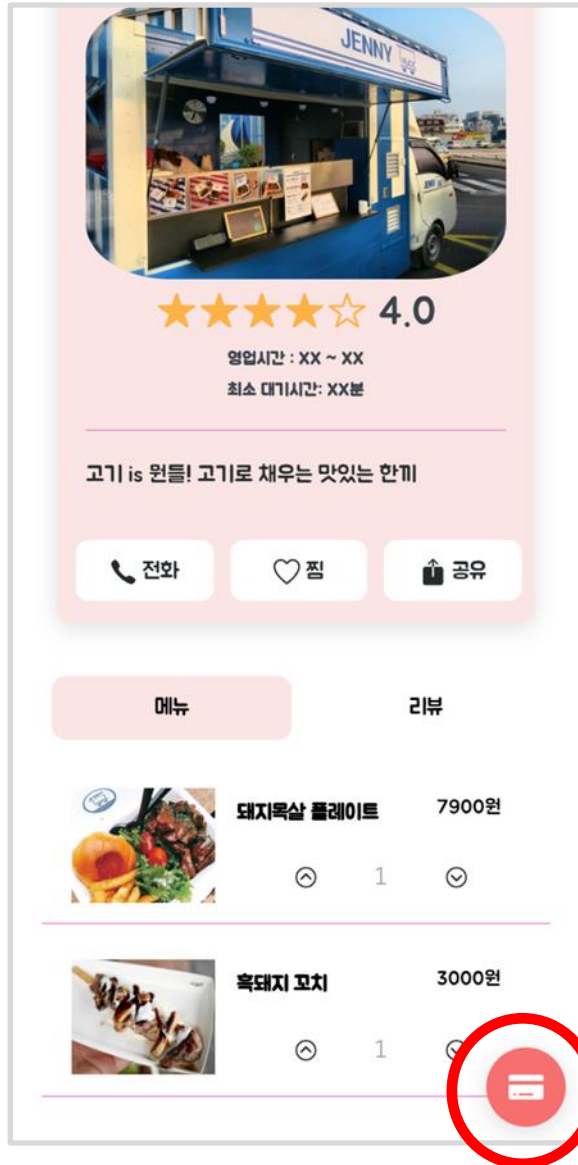 JENNY
TRUCK
JENNY
4.0
영업시간 : XX ~ XX
최소 대기시간: XX분
고기 is 뭔들! 고기로 채우는 맛있는 한끼
전화
찜
공유
메뉴
리뷰
돼지목살 플레이트
7900원
1
흑돼지 꼬치
3000원
1